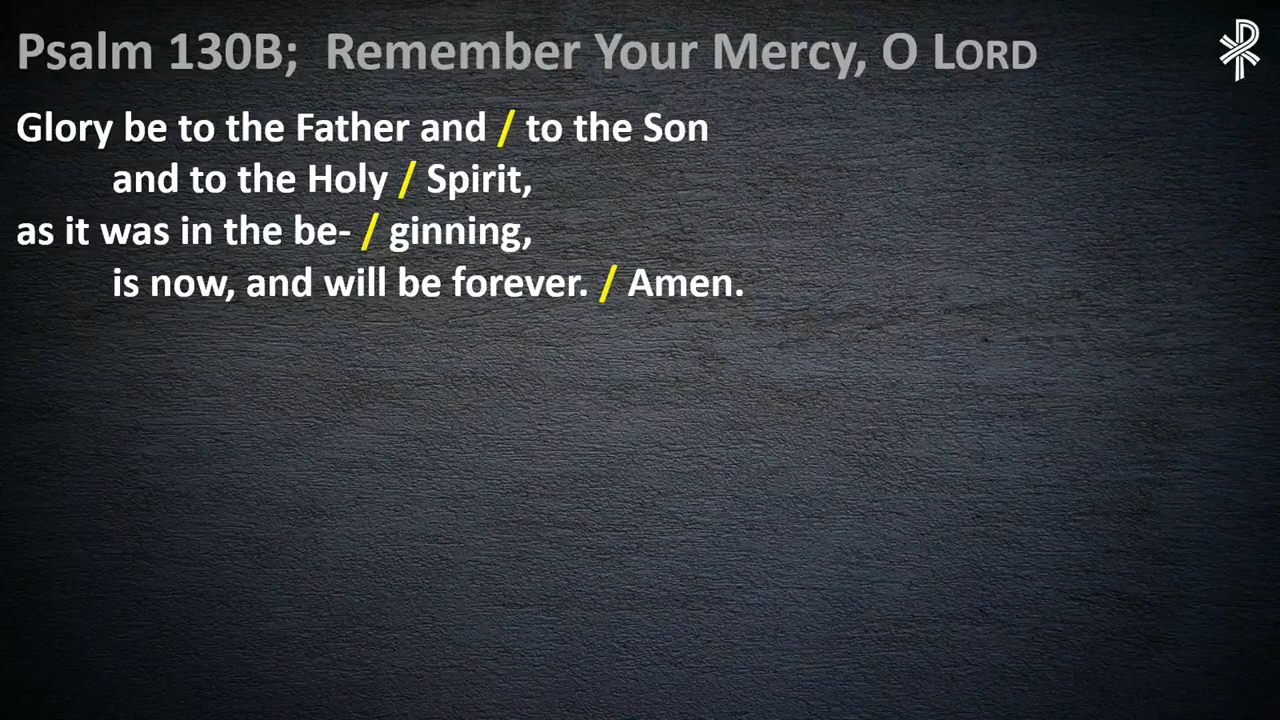 Psalm 130B;  Remember Your Mercy, O LORD
Glory be to the Father and / to the Son
and to the Holy / Spirit,
as it was in the be- / ginning,
is now, and will be forever. / Amen.